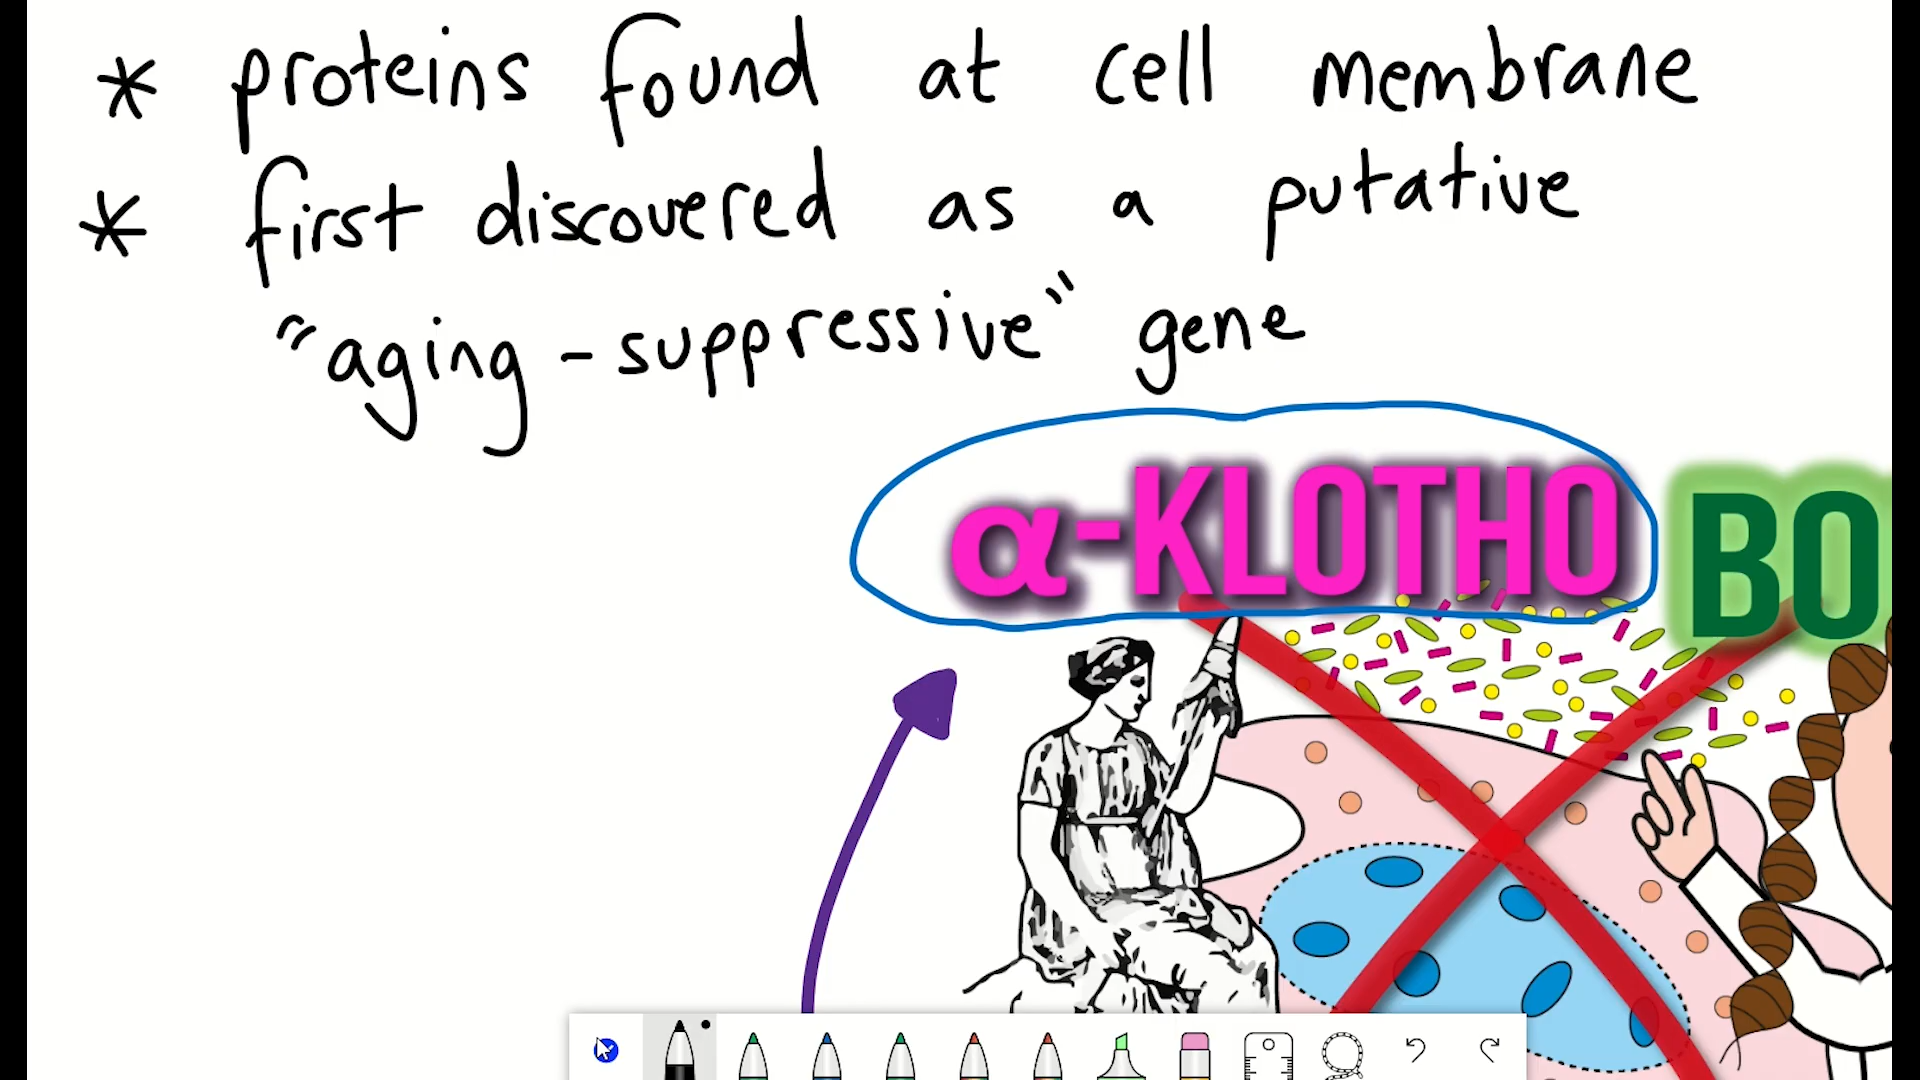 * proteins found at cell membrane
* first discovered as a putative
"aging-suppressive" gene
α-KLOTHO BO